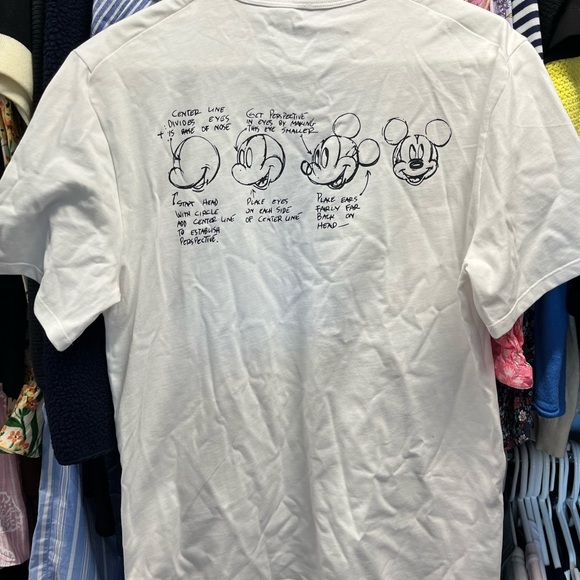 CENTER LINE
DIVIDES EYES
+ IS BASE OF NOSE
GET PERSPECTIVE
IN EYES BY MAKING
THIS EYE SMALLER
START HEAD
WITH CIRCLE
ADD CENTER LINE
TO ESTABLISH
PERSPECTIVE.
PLACE EYES
ON EACH SIDE
OF CENTER LINE
PLACE EARS
FAIRLY FAR
BACK ON
HEAD—